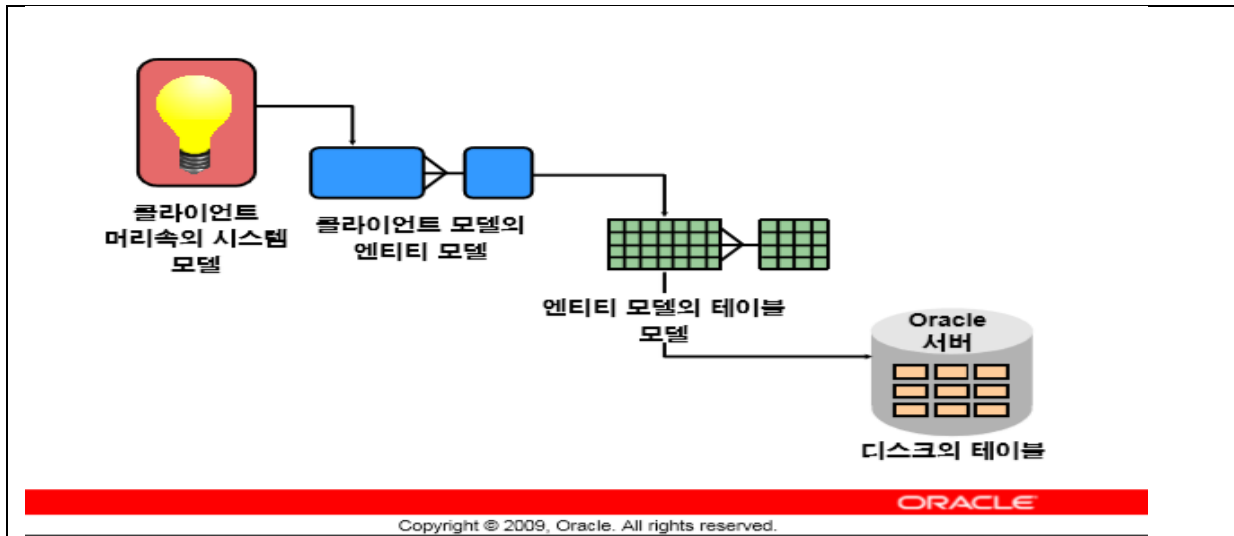 클라이언트
머리속의 시스템
모델
클라이언트 모델의
엔티티 모델
엔티티 모델의 테이블
모델
Oracle
서버
디스크의 테이블
ORACLE
Copyright © 2009, Oracle. All rights reserved.